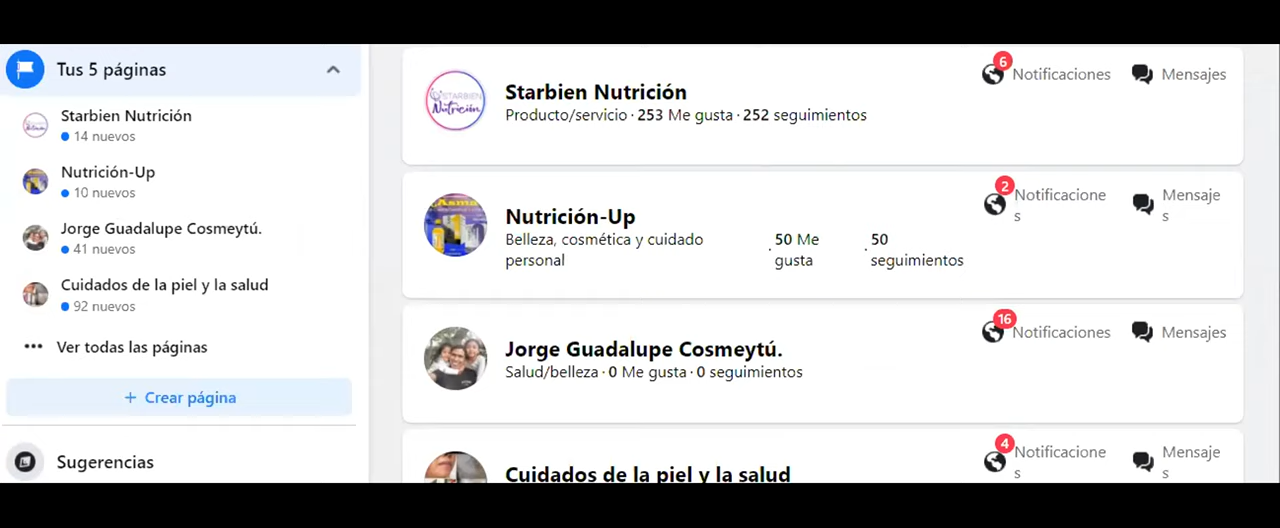 Tus 5 páginas
Starbien Nutrición
14 nuevos
Nutrición-Up
10 nuevos
Jorge Guadalupe Cosmeytú.
41 nuevos
Cuidados de la piel y la salud
92 nuevos
Ver todas las páginas
+ Crear página
Sugerencias
STARBIEN
Nutrición
Starbien Nutrición
Producto/servicio · 253 Me gusta · 252 seguimientos
6
Notificaciones
Mensajes
Asma
Nutrición-Up
Belleza, cosmética y cuidado
personal
· 50 Me
gusta
· 50
seguimientos
2
Notificacione
s
Mensaje
s
Jorge Guadalupe Cosmeytú.
Salud/belleza · 0 Me gusta · 0 seguimientos
16
Notificaciones
Mensajes
Cuidados de la piel y la salud
4
Notificacione
s
Mensaje
s